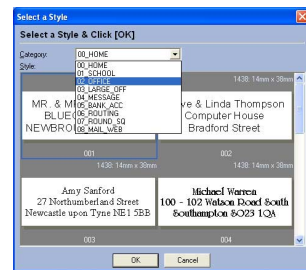 Select a Style
Select a Style & Click [OK]
Category:
00_HOME
Style:
00_HOME
01_SCHOOL
02_OFFICE
03_LARGE_OFF
04_MESSAGE
05_BANK_ACC
06_ROUTING
07_ROUND_SQ
08_MAIL_WEB
1438: 14mm x 38mm
MR. & M
BLUE
NEWBRO
e & Linda Thompson
Computer House
Bradford Street
001
002
1438: 14mm x 38mm
1438: 14mm x 38mm
Amy Sanford
27 Northumberland Street
Newcastle upon Tyne NE1 5BB
Michael Warren
100 - 102 Watson Road South
Southampton SO23 1QA
003
004
OK
Cancel